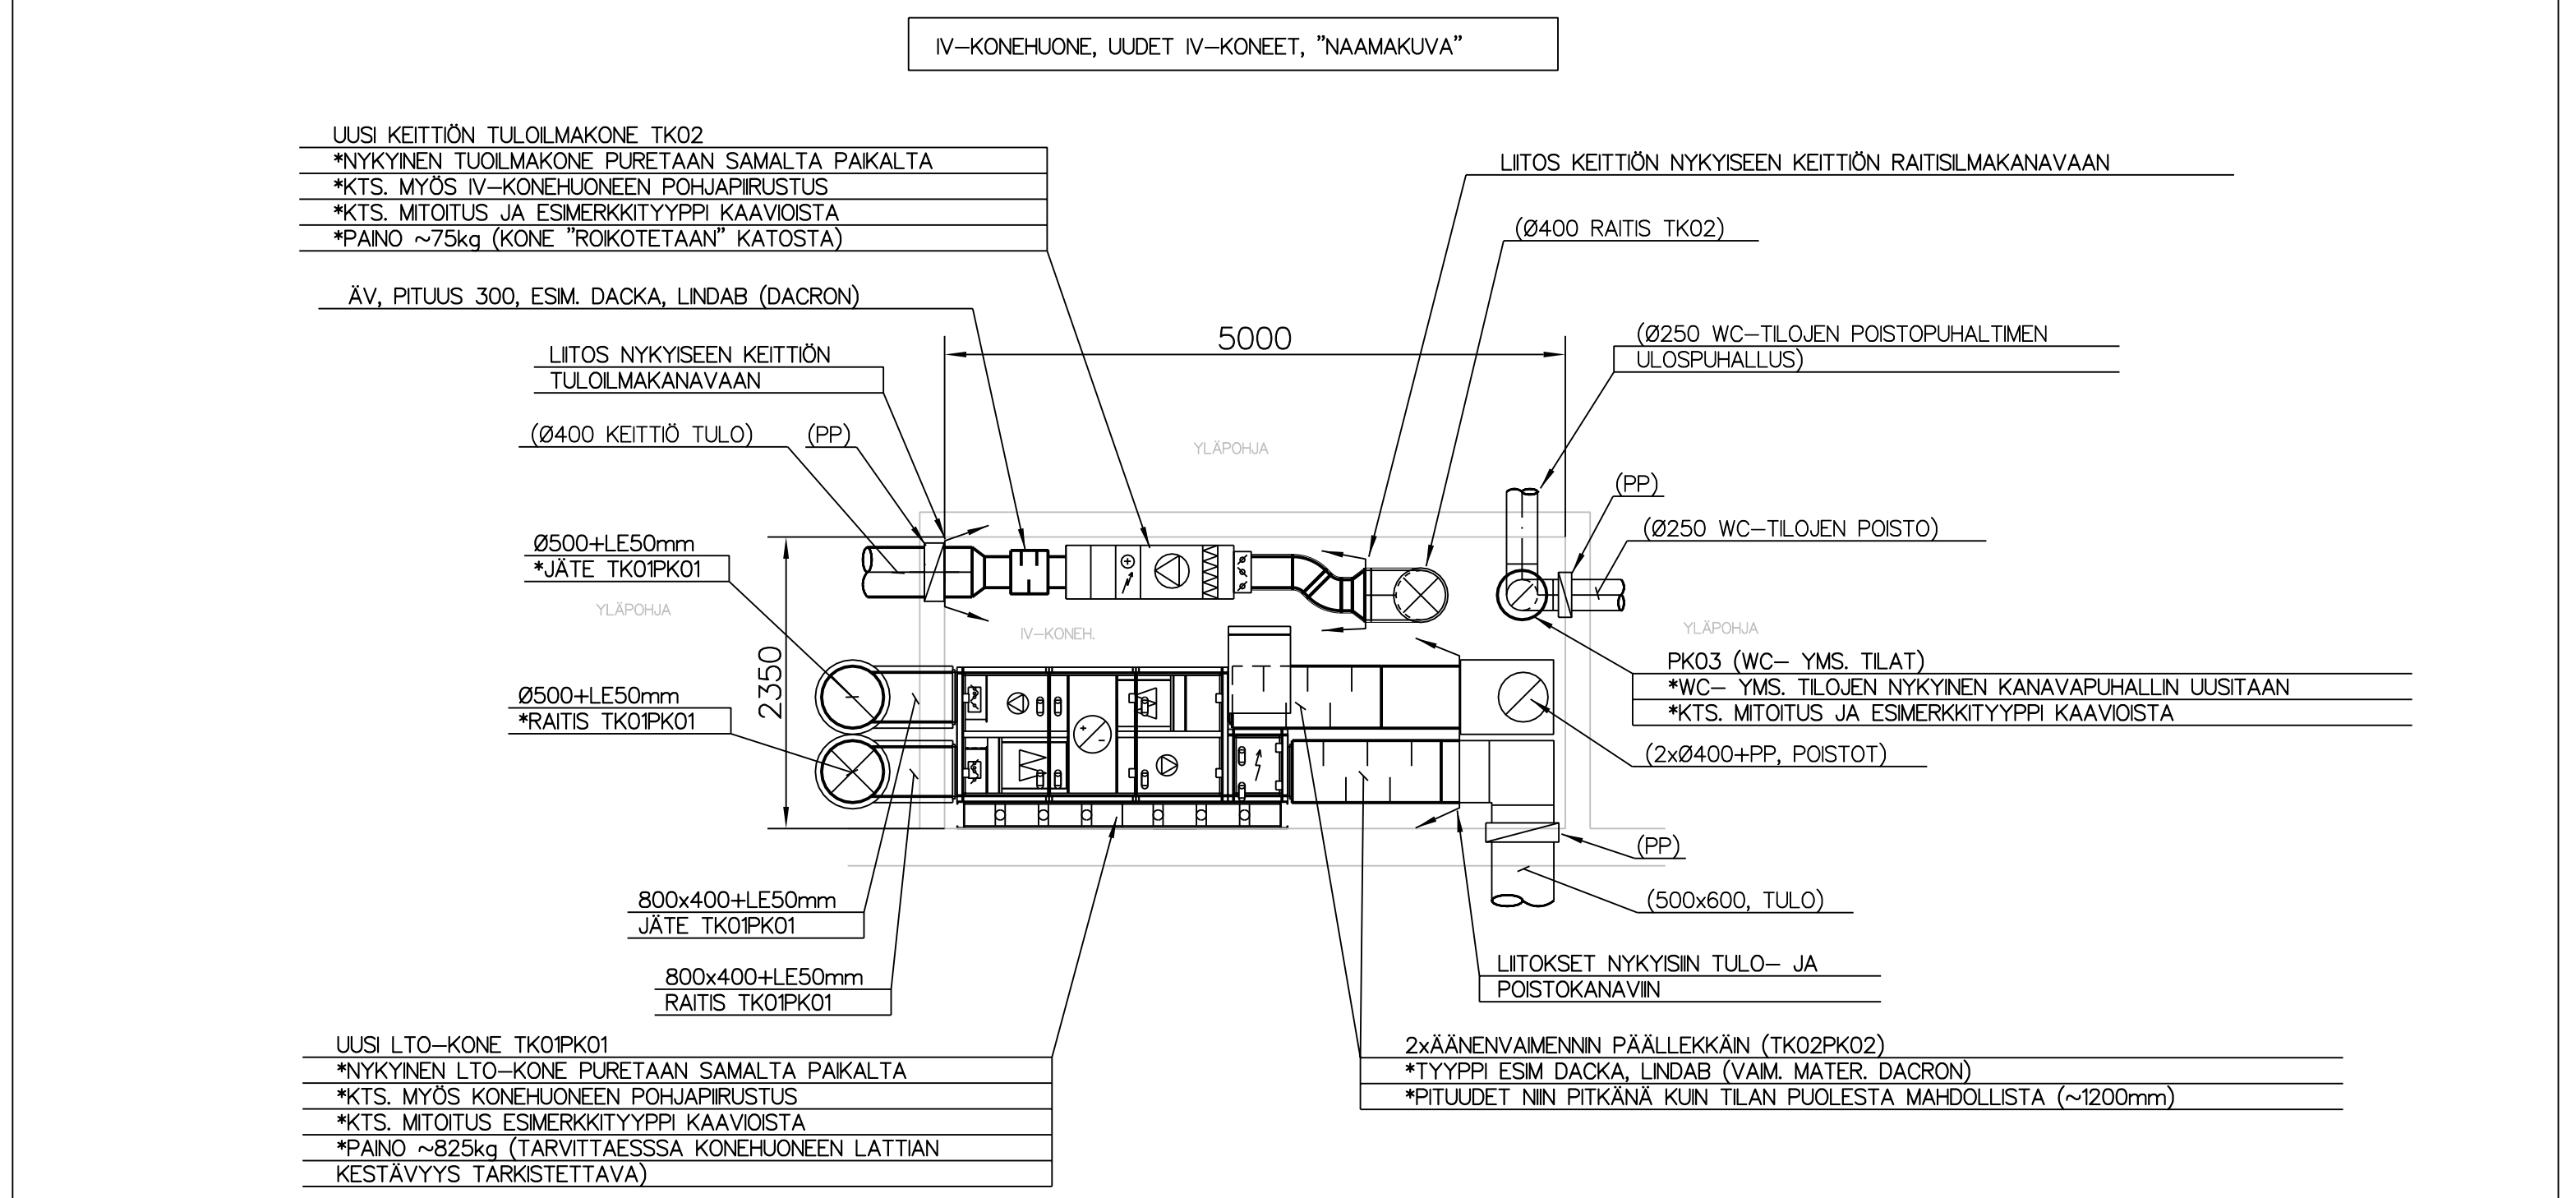 IV-KONEHUONE, UUDET IV-KONEET, "NAAMAKUVA"
UUSI KEITTIÖN TULOILMAKONE TK02
*NYKYINEN TUOILMAKONE PURETAAN SAMALTA PAIKALTA
*KTS. MYÖS IV-KONEHUONEEN POHJAPIIRUSTUS
*KTS. MITOITUS JA ESIMERKKITYYPPI KAAVIOISTA
*PAINO ~75kg (KONE "ROIKOTETAAN" KATOSTA)
LIITOS KEITTIÖN NYKYISEEN KEITTIÖN RAITISILMAKANAVAAN
(Ø400 RAITIS TK02)
ÄV, PITUUS 300, ESIM. DACKA, LINDAB (DACRON)
5000
(Ø250 WC-TILOJEN POISTOPUHALTIMEN
ULOSPUHALLUS)
LIITOS NYKYISEEN KEITTIÖN
TULOILMAKANAVAAN
(Ø400 KEITTIÖ TULO)
(PP)
YLÄPOHJA
(PP)
(Ø250 WC-TILOJEN POISTO)
Ø500+LE50mm
*JÄTE TK01PK01
YLÄPOHJA
IV-KONEH.
YLÄPOHJA
2350
PK03 (WC- YMS. TILAT)
*WC- YMS. TILOJEN NYKYINEN KANAVAPUHALLIN UUSITAAN
*KTS. MITOITUS JA ESIMERKKITYYPPI KAAVIOISTA
Ø500+LE50mm
*RAITIS TK01PK01
(2xØ400+PP, POISTOT)
(PP)
800x400+LE50mm
JÄTE TK01PK01
(500x600, TULO)
800x400+LE50mm
RAITIS TK01PK01
LIITOKSET NYKYISIIN TULO- JA
POISTOKANAVIIN
UUSI LTO-KONE TK01PK01
*NYKYINEN LTO-KONE PURETAAN SAMALTA PAIKALTA
*KTS. MYÖS KONEHUONEEN POHJAPIIRUSTUS
*KTS. MITOITUS ESIMERKKITYYPPI KAAVIOISTA
*PAINO ~825kg (TARVITTAESSSA KONEHUONEEN LATTIAN
KESTÄVYYS TARKISTETTAVA)
2xÄÄNENVAIMENNIN PÄÄLLEKKÄIN (TK02PK02)
*TYYPPI ESIM DACKA, LINDAB (VAIM. MATER. DACRON)
*PITUUDET NIIN PITKÄNÄ KUIN TILAN PUOLESTA MAHDOLLISTA (~1200mm)